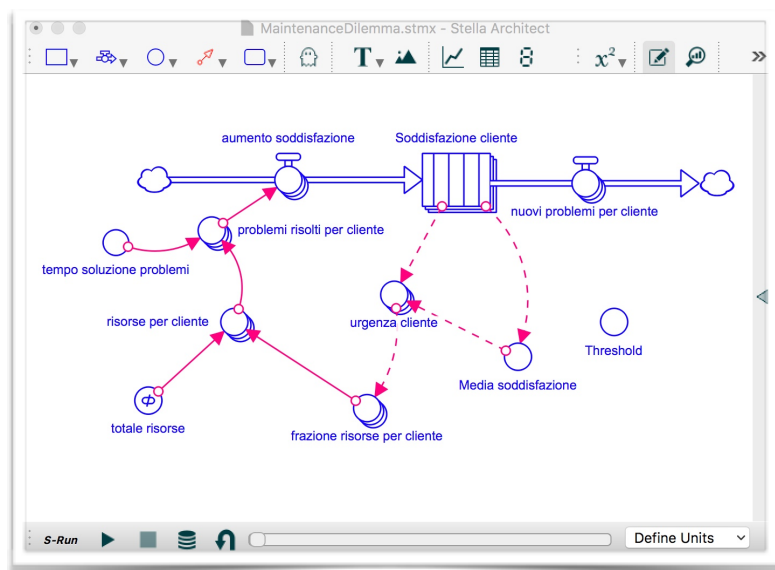 MaintenanceDilemma.stmx - Stella Architect
T
x²
aumento soddisfazione
Soddisfazione cliente
nuovi problemi per cliente
problemi risolti per cliente
tempo soluzione problemi
risorse per cliente
urgenza cliente
Threshold
Media soddisfazione
totale risorse
frazione risorse per cliente
S-Run
Define Units